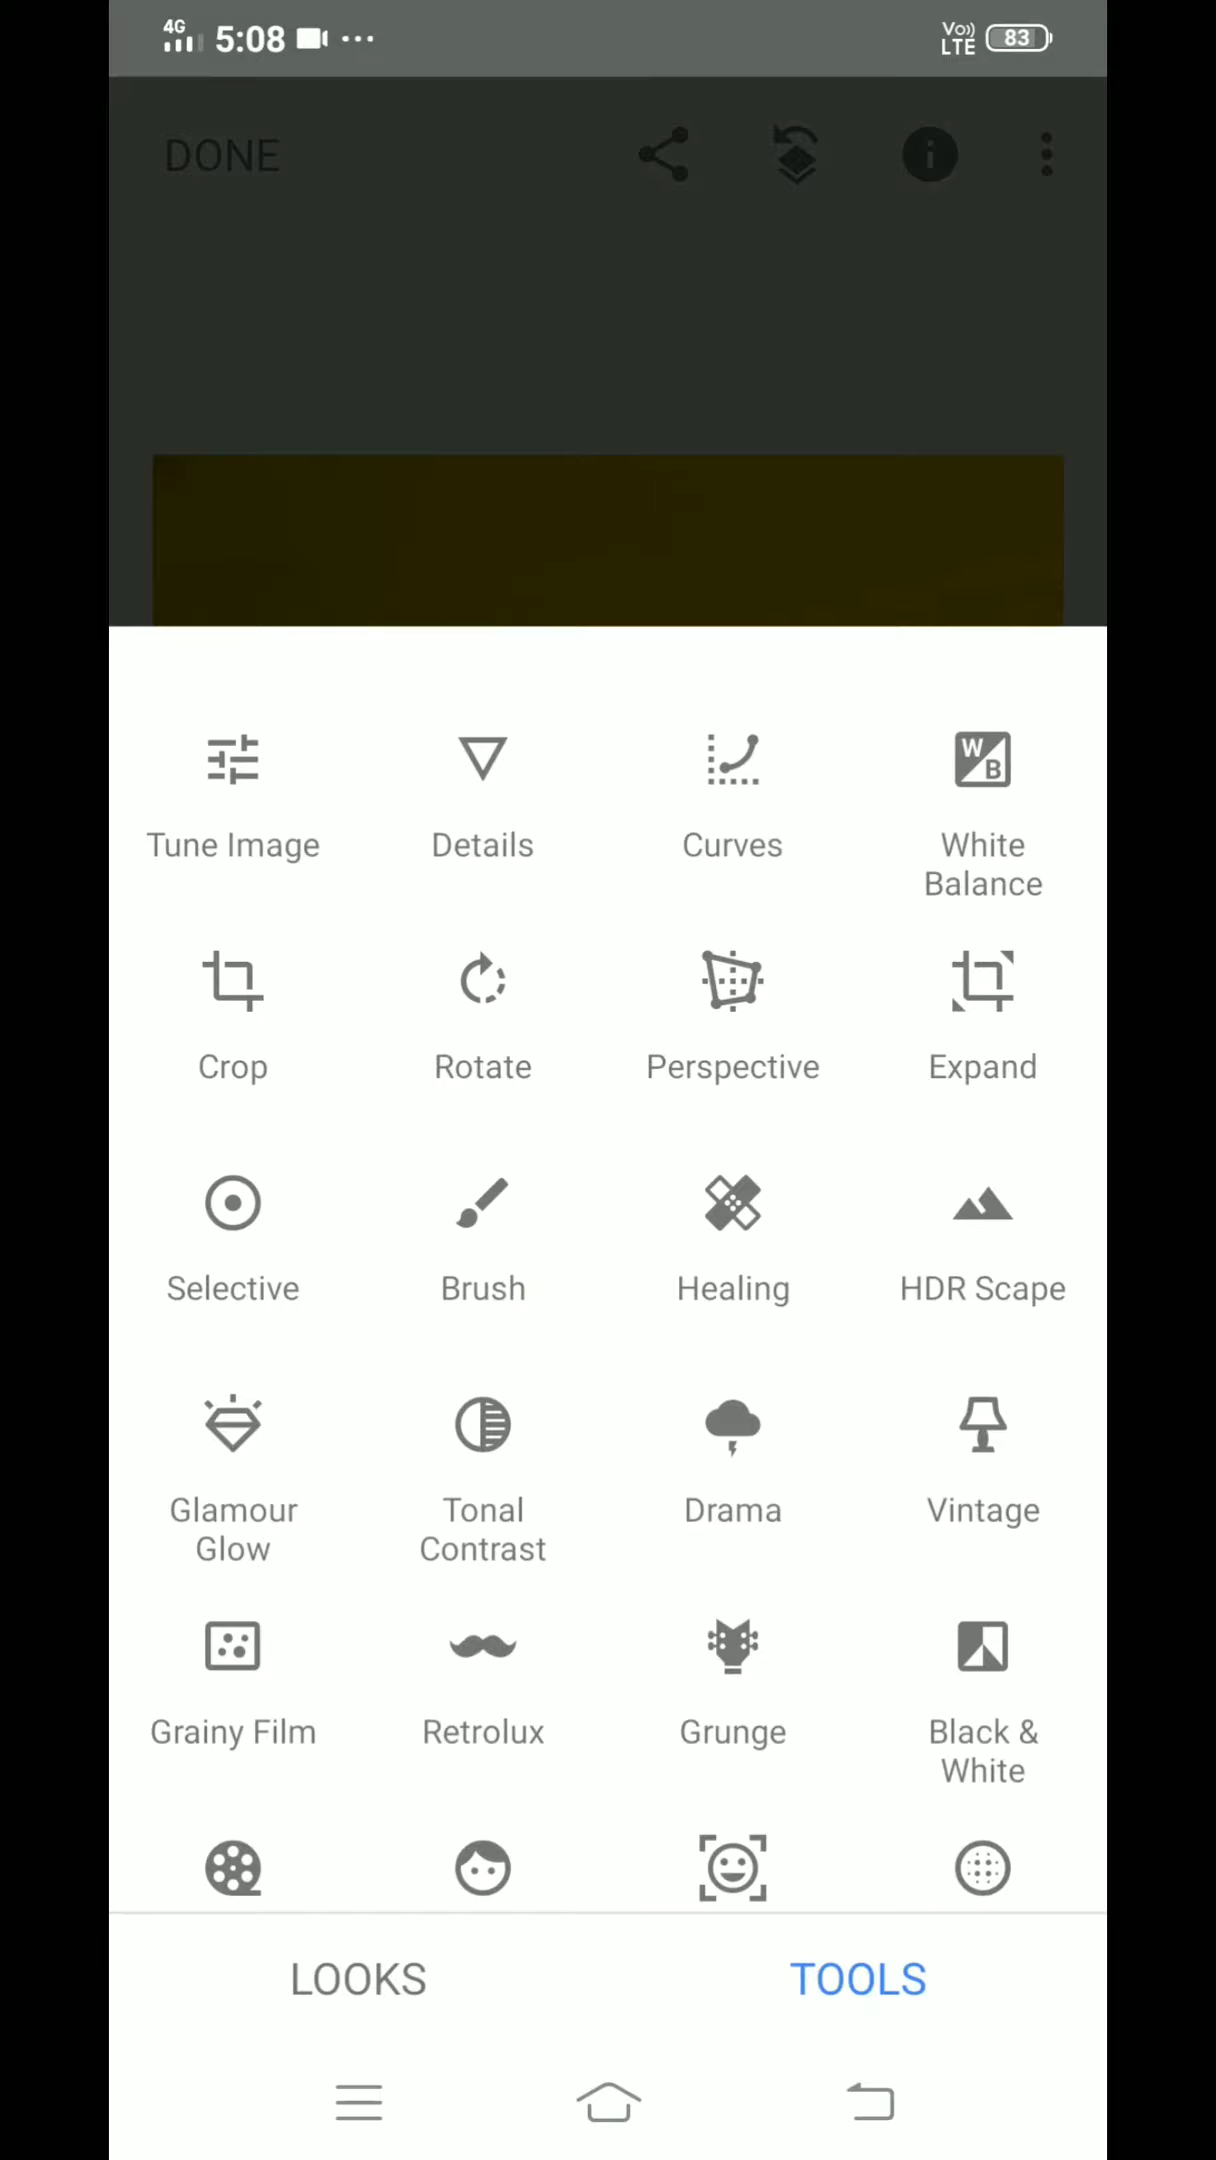 4G 5:08 Vo)) LTE 83
DONE
Tune Image Details Curves White Balance
Crop Rotate Perspective Expand
Selective Brush Healing HDR Scape
Glamour Glow Tonal Contrast Drama Vintage
Grainy Film Retrolux Grunge Black & White
LOOKS TOOLS